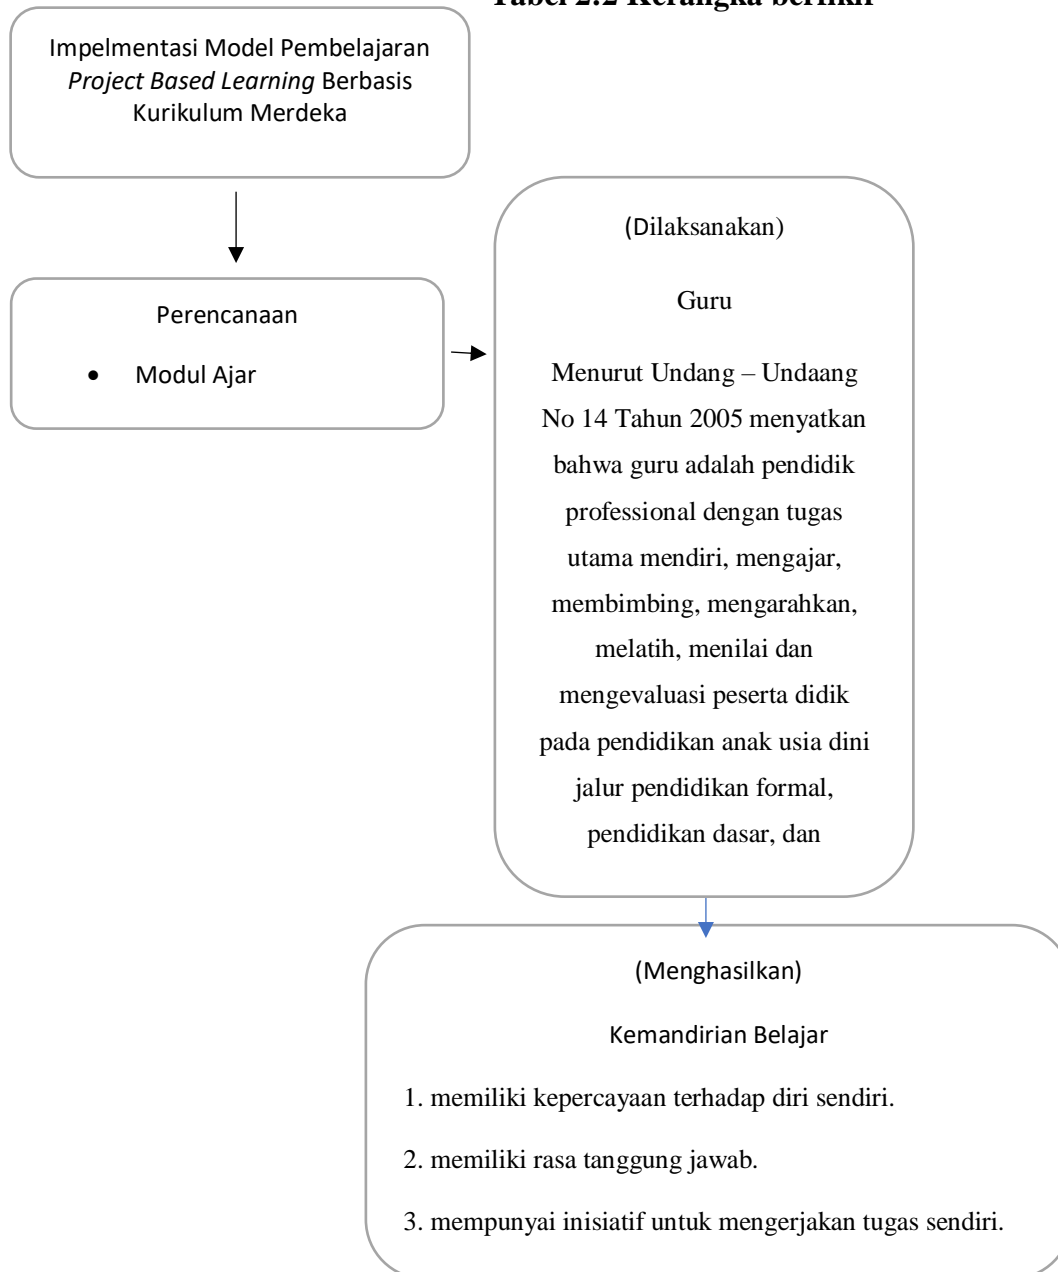 Tabel 2.2 Kerangka berfikir
Impelmentasi Model Pembelajaran
Project Based Learning Berbasis
Kurikulum Merdeka
Perencanaan
• Modul Ajar
(Dilaksanakan)
Guru
Menurut Undang – Undaang
No 14 Tahun 2005 menyatkan
bahwa guru adalah pendidik
professional dengan tugas
utama mendiri, mengajar,
membimbing, mengarahkan,
melatih, menilai dan
mengevaluasi peserta didik
pada pendidikan anak usia dini
jalur pendidikan formal,
pendidikan dasar, dan
(Menghasilkan)
Kemandirian Belajar
1. memiliki kepercayaan terhadap diri sendiri.
2. memiliki rasa tanggung jawab.
3. mempunyai inisiatif untuk mengerjakan tugas sendiri.